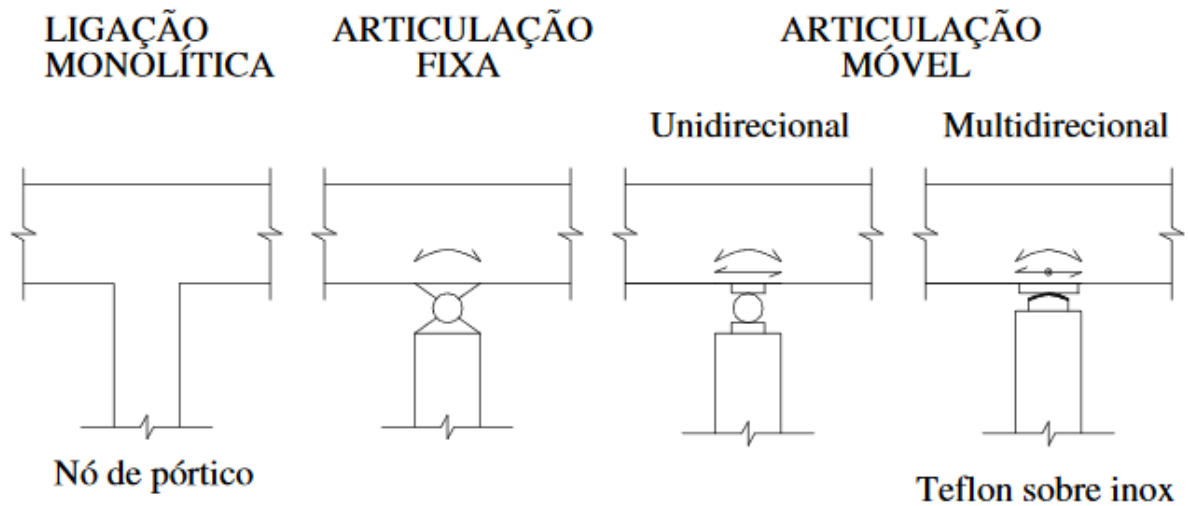 LIGAÇÃO
MONOLÍTICA
ARTICULAÇÃO
FIXA
ARTICULAÇÃO
MÓVEL
Unidirecional
Multidirecional
Nó de pórtico
Teflon sobre inox